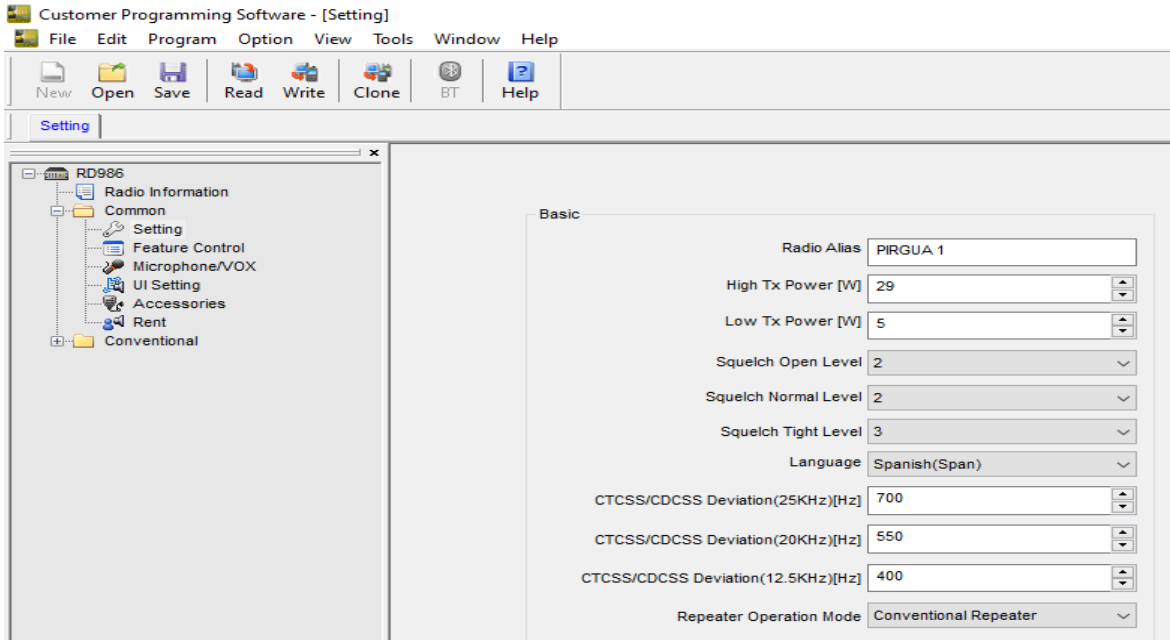 Customer Programming Software - [Setting]
File Edit Program Option View Tools Window Help
New Open Save Read Write Clone BT Help
Setting
RD986
Radio Information
Common
Setting
Feature Control
Microphone/VOX
UI Setting
Accessories
Rent
Conventional
Basic
Radio Alias PIRGUA 1
High Tx Power [W] 29
Low Tx Power [W] 5
Squelch Open Level 2
Squelch Normal Level 2
Squelch Tight Level 3
Language Spanish(Span)
CTCSS/CDCSS Deviation(25KHz)[Hz] 700
CTCSS/CDCSS Deviation(20KHz)[Hz] 550
CTCSS/CDCSS Deviation(12.5KHz)[Hz] 400
Repeater Operation Mode Conventional Repeater